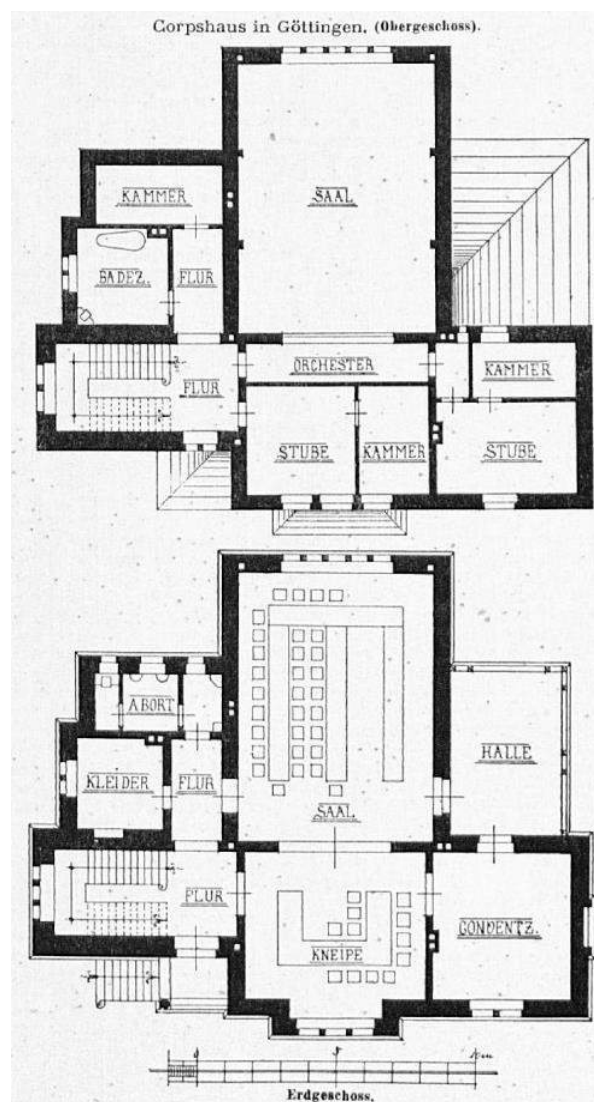 Corpshaus in Göttingen. (Obergeschoss).
KAMMER
SAAL
BADEZ.
FLUR
ORCHESTER
KAMMER
FLUR
STUBE
KAMMER
STUBE
ABORT
HALLE
KLEIDER
FLUR
SAAL
FLUR
KNEIPE
CONVENTZ.
Erdgeschoss.